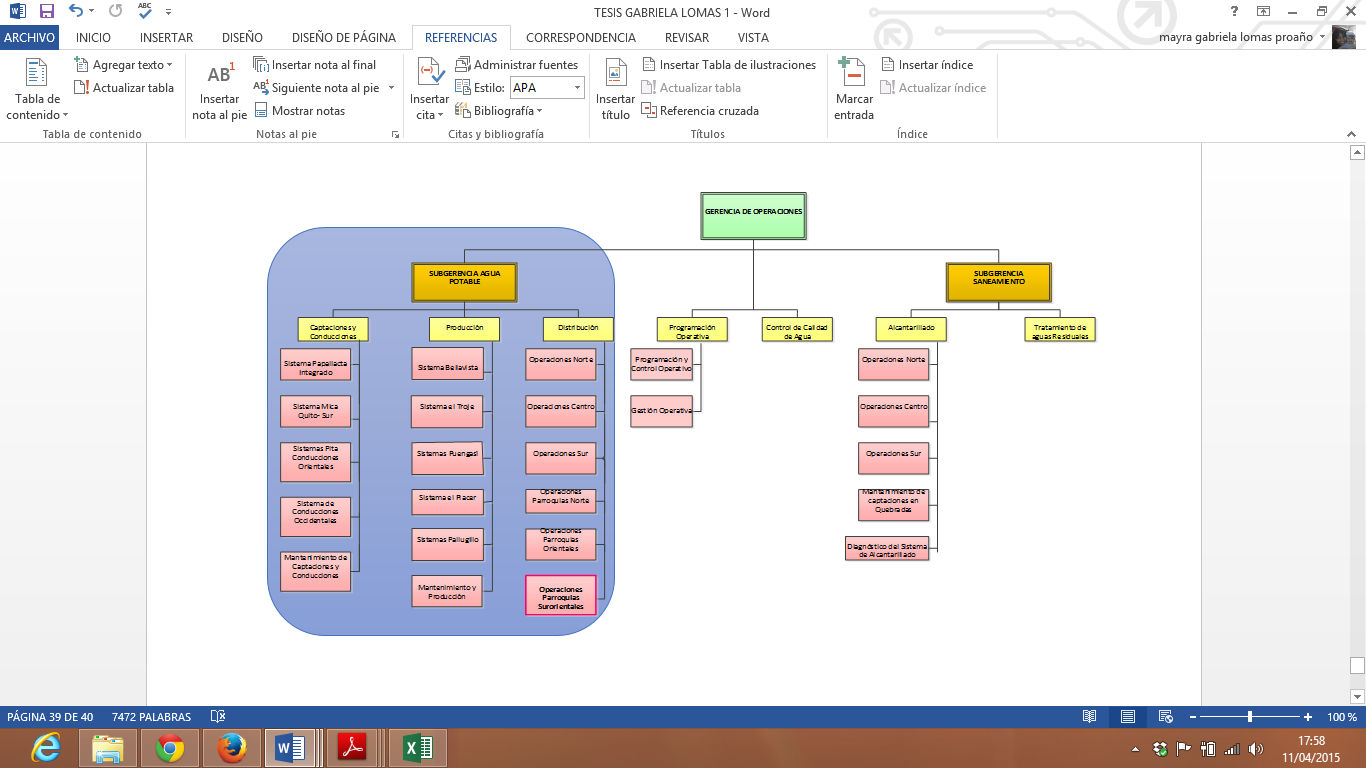 TESIS GABRIELA LOMAS 1 - Word
ARCHIVO INICIO INSERTAR DISEÑO DISEÑO DE PÁGINA REFERENCIAS CORRESPONDENCIA REVISAR VISTA
mayra gabriela lomas proaño
Tabla de
contenido
Agregar texto
Actualizar tabla
Tabla de contenido
AB1
Insertar
nota al pie
Insertar nota al final
Siguiente nota al pie
Mostrar notas
Notas al pie
Insertar
cita
Administrar fuentes
Estilo: APA
Bibliografía
Citas y bibliografía
Insertar
título
Insertar Tabla de ilustraciones
Actualizar tabla
Referencia cruzada
Títulos
Marcar
entrada
Insertar índice
Actualizar índice
Índice
GERENCIA DE OPERACIONES
SUBGERENCIA AGUA
POTABLE
SUBGERENCIA
SANEAMIENTO
Captaciones y
Conducciones
Producción
Distribución
Programación
Operativa
Control de Calidad
de Agua
Alcantarillado
Tratamiento de
aguas Residuales
Sistema Papallacta
Integrado
Sistema Mica
Quito- Sur
Sistemas Pita
Conducciones
Orientales
Sistema de
Conducciones
Occidentales
Mantenimiento de
Captaciones y
Conducciones
Sistema Bellavista
Sistema el Troje
Sistemas Puengasí
Sistema el Placer
Sistemas Palluguillo
Mantenimiento y
Producción
Operaciones Norte
Operaciones Centro
Operaciones Sur
Operaciones
Parroquias Norte
Operaciones
Parroquias
Orientales
Operaciones
Parroquias
Surorientales
Programación y
Control Operativo
Gestión Operativa
Operaciones Norte
Operaciones Centro
Operaciones Sur
Mantenimiento de
captaciones en
Quebradas
Diagnóstico del Sistema
de Alcantarillado
PÁGINA 39 DE 40 7472 PALABRAS
100 %
17:58
11/04/2015